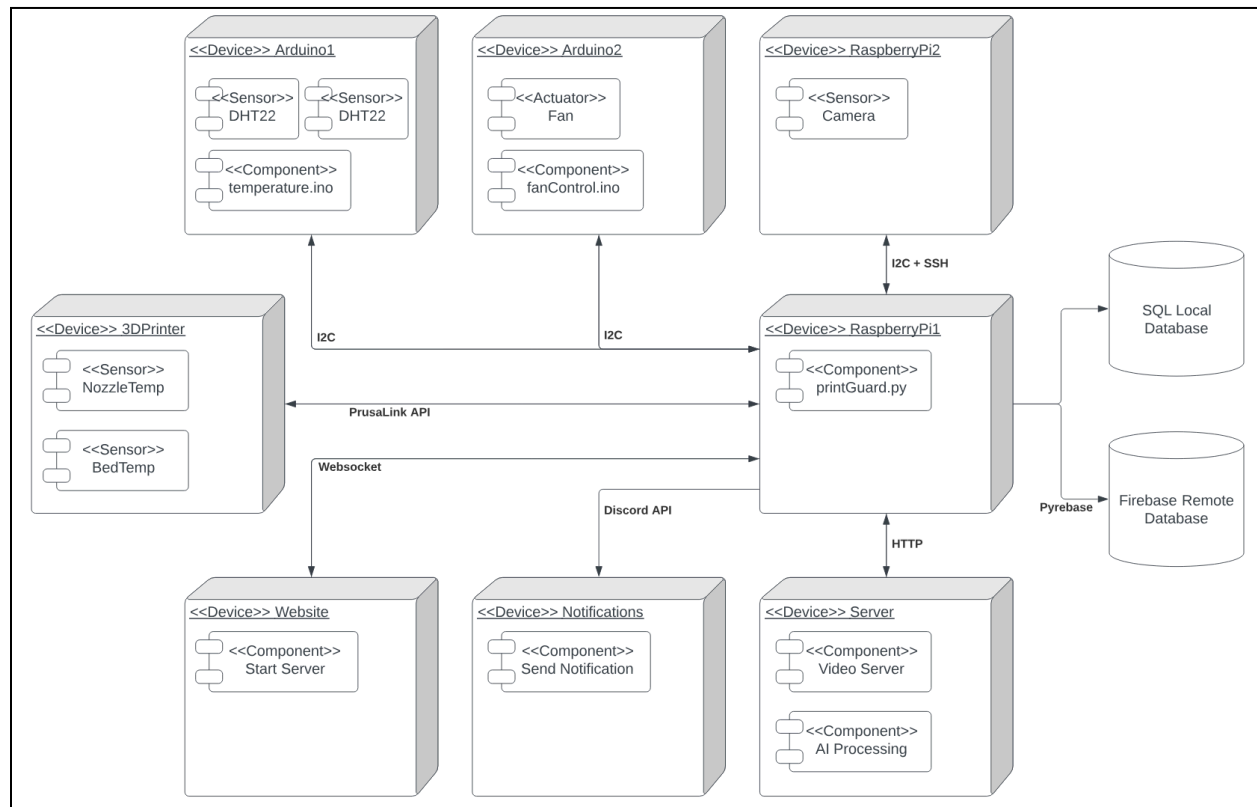 <<Device>> Arduino1
<<Sensor>>
DHT22
<<Sensor>>
DHT22
<<Component>>
temperature.ino
<<Device>> Arduino2
<<Actuator>>
Fan
<<Component>>
fanControl.ino
<<Device>> RaspberryPi2
<<Sensor>>
Camera
I2C
I2C
I2C + SSH
<<Device>> 3DPrinter
<<Sensor>>
NozzleTemp
<<Sensor>>
BedTemp
PrusaLink API
Websocket
Discord API
<<Device>> RaspberryPi1
<<Component>>
printGuard.py
HTTP
SQL Local
Database
Pyrebase
Firebase Remote
Database
<<Device>> Website
<<Component>>
Start Server
<<Device>> Notifications
<<Component>>
Send Notification
<<Device>> Server
<<Component>>
Video Server
<<Component>>
AI Processing